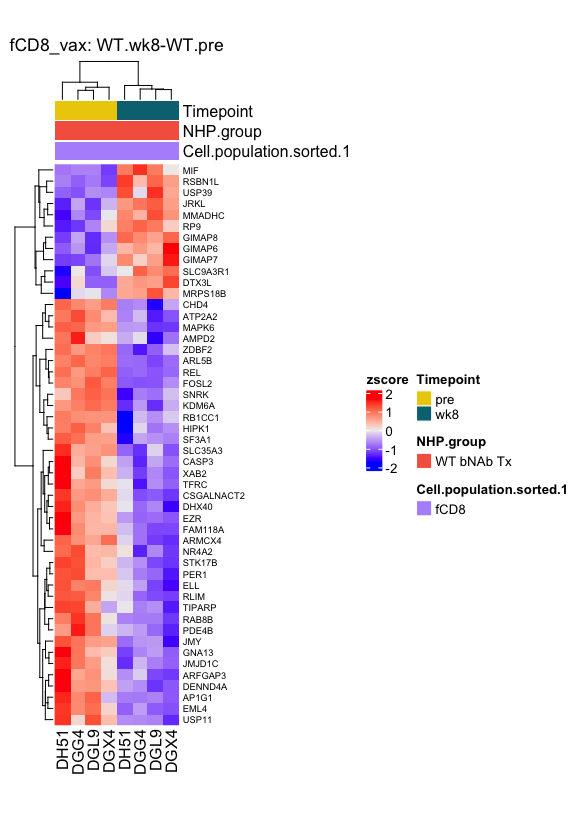 fCD8_vax: WT.wk8-WT.pre
Timepoint
NHP.group
Cell.population.sorted.1
MIF
RSBN1L
USP39
JRKL
MMADHC
RP9
GIMAP8
GIMAP6
GIMAP7
SLC9A3R1
DTX3L
MRPS18B
CHD4
ATP2A2
MAPK6
AMPD2
ZDBF2
ARL5B
REL
FOSL2
SNRK
KDM6A
RB1CC1
HIPK1
SF3A1
SLC35A3
CASP3
XAB2
TFRC
CSGALNACT2
DHX40
EZR
FAM118A
ARMCX4
NR4A2
STK17B
PER1
ELL
RLIM
TIPARP
RAB8B
PDE4B
JMY
GNA13
JMJD1C
ARFGAP3
DENND4A
AP1G1
EML4
USP11
DH51 DGG4 DGL9 DGX4 DH51 DGG4 DGL9 DGX4
zscore
2
1
0
-1
-2
Timepoint
pre
wk8
NHP.group
WT bNAb Tx
Cell.population.sorted.1
fCD8